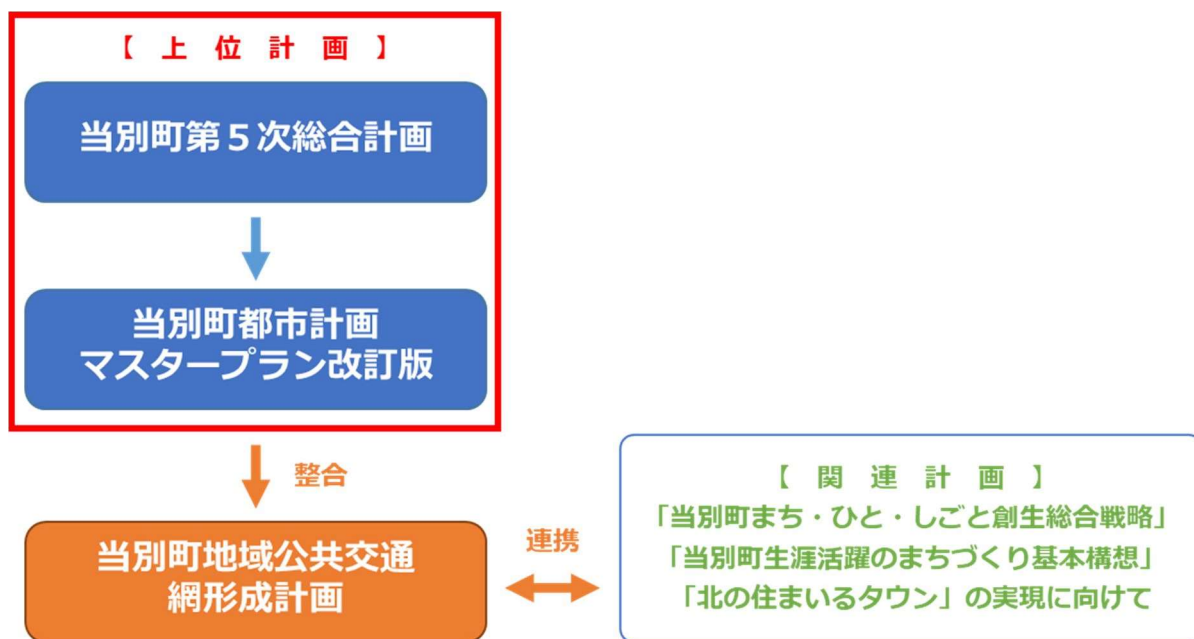 【 上 位 計 画 】
当別町第５次総合計画
当別町都市計画
マスタープラン改訂版
整合
当別町地域公共交通
網形成計画
連携
【 関 連 計 画 】
「当別町まち・ひと・しごと創生総合戦略」
「当別町生涯活躍のまちづくり基本構想」
「北の住まいるタウン」の実現に向けて